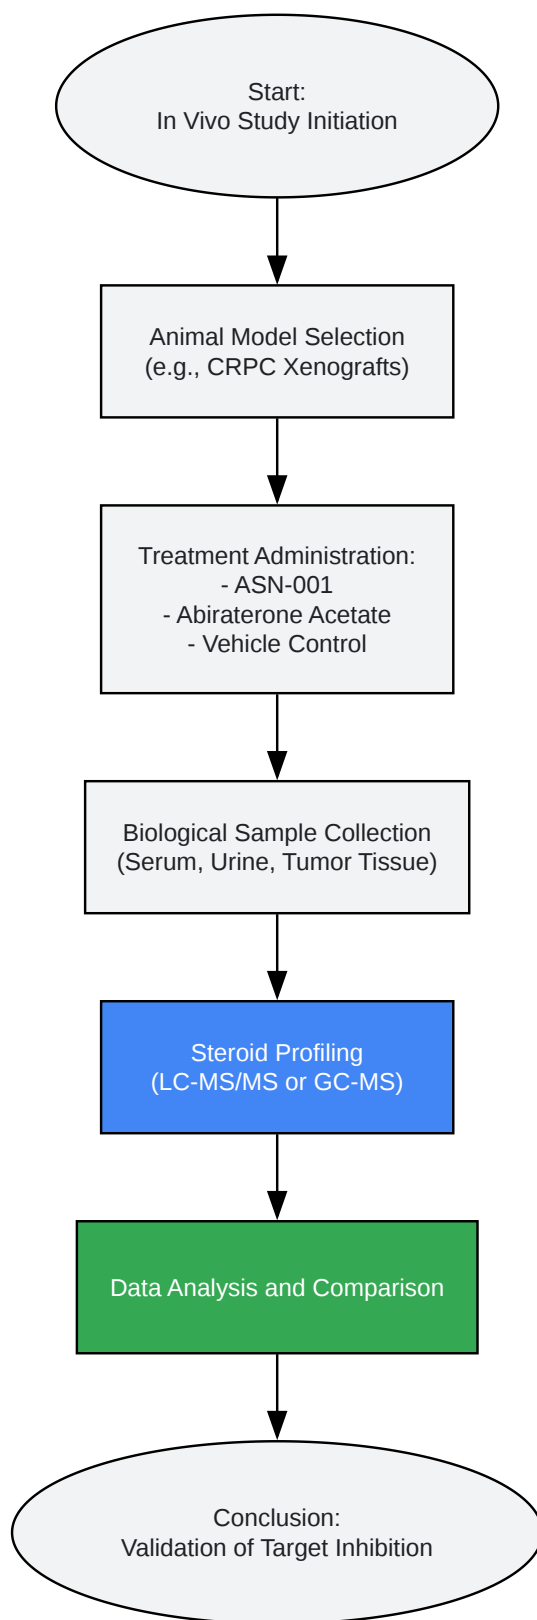 Start:
In Vivo Study Initiation
Animal Model Selection
(e.g., CRPC Xenografts)
Treatment Administration:
- ASN-001
- Abiraterone Acetate
- Vehicle Control
Biological Sample Collection
(Serum, Urine, Tumor Tissue)
Steroid Profiling
(LC-MS/MS or GC-MS)
Data Analysis and Comparison
Conclusion:
Validation of Target Inhibition